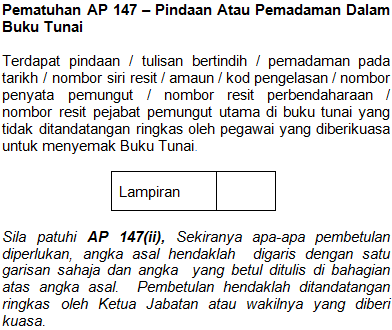 Pematuhan AP 147 – Pindaan Atau Pemadaman Dalam
Buku Tunai
Terdapat pindaan / tulisan bertindih / pemadaman pada
tarikh / nombor siri resit / amaun / kod pengelasan / nombor
penyata pemungut / nombor resit perbendaharaan /
nombor resit pejabat pemungut utama di buku tunai yang
tidak ditandatangan ringkas oleh pegawai yang diberikuasa
untuk menyemak Buku Tunai.
Lampiran
Sila patuhi AP 147(ii), Sekiranya apa-apa pembetulan
diperlukan, angka asal hendaklah digaris dengan satu
garisan sahaja dan angka yang betul ditulis di bahagian
atas angka asal. Pembetulan hendaklah ditandatangan
ringkas oleh Ketua Jabatan atau wakilnya yang diberi
kuasa.